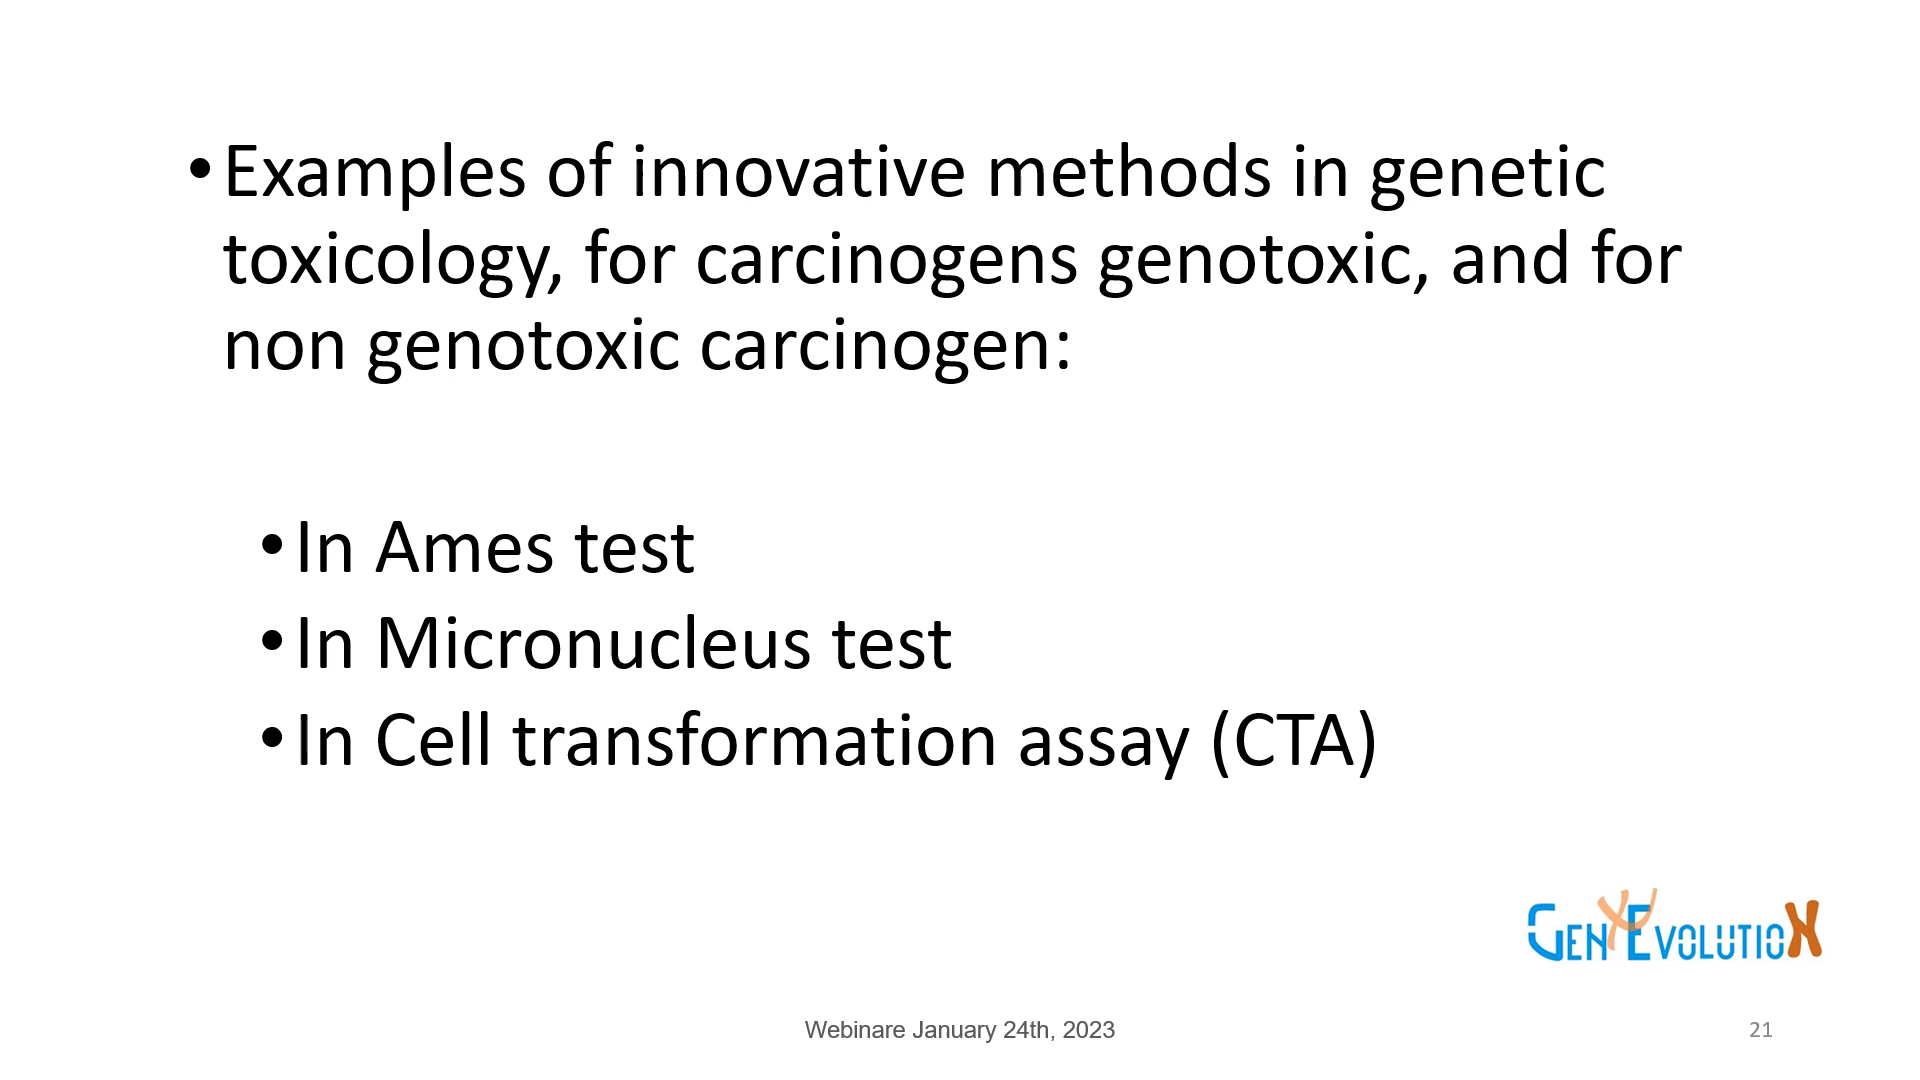 • Examples of innovative methods in genetic
toxicology, for carcinogens genotoxic, and for
non genotoxic carcinogen:
• In Ames test
• In Micronucleus test
• In Cell transformation assay (CTA)
GENEVOLUTION
Webinare January 24th, 2023
21